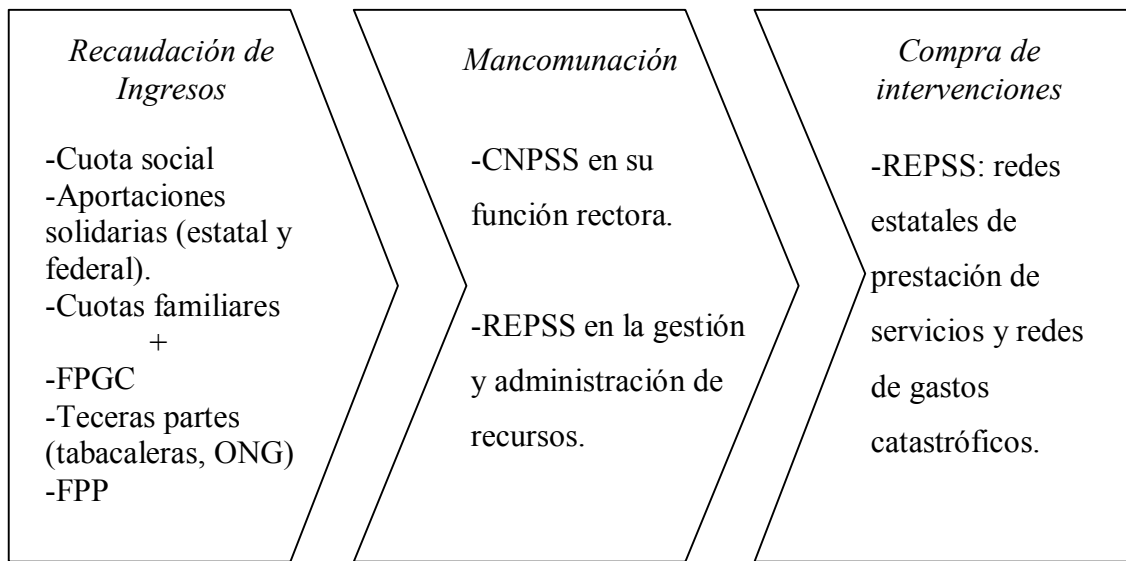 Recaudación de
Ingresos
-Cuota social
-Aportaciones
solidarias (estatal y
federal).
-Cuotas familiares
+
-FPGC
-Teceras partes
(tabacaleras, ONG)
-FPP
Mancomunación
-CNPSS en su
función rectora.
-REPSS en la gestión
y administración de
recursos.
Compra de
intervenciones
-REPSS: redes
estatales de
prestación de
servicios y redes
de gastos
catastróficos.